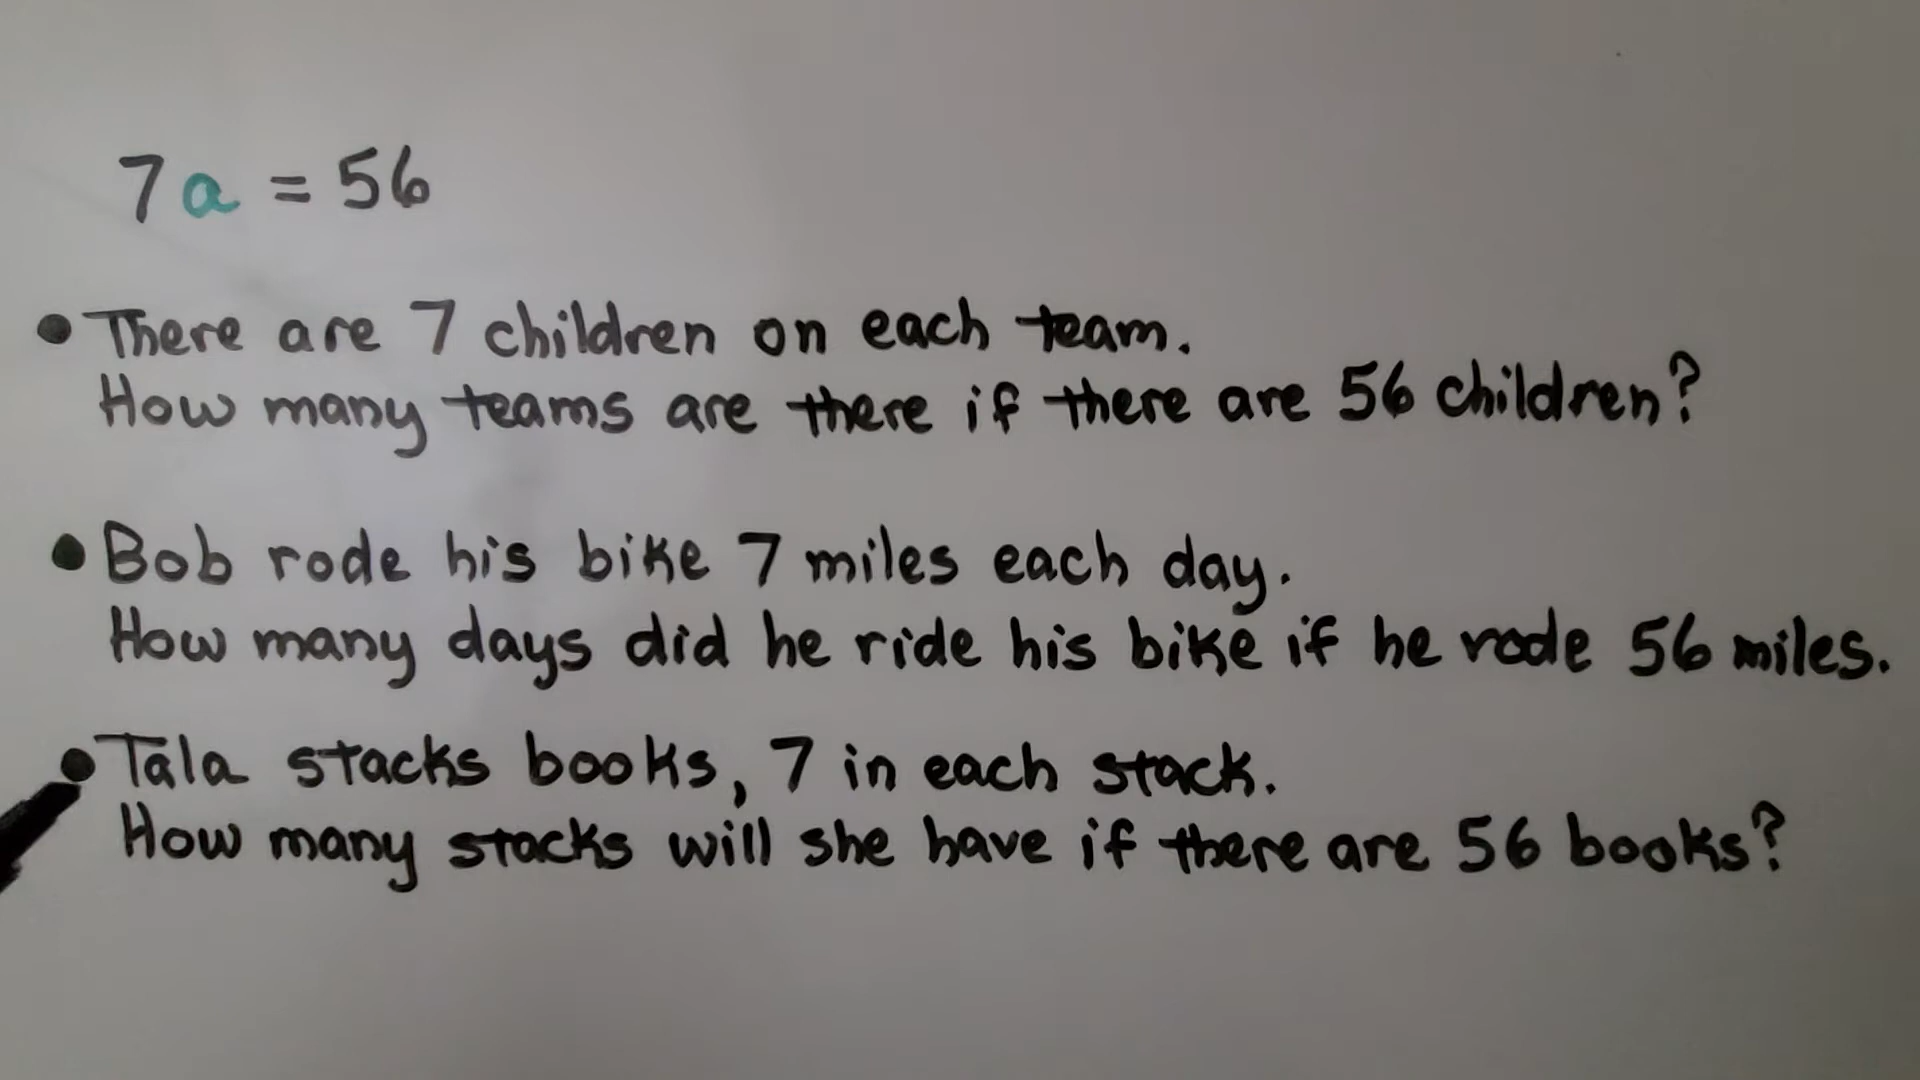 7a = 56
• There are 7 children on each team.
How many teams are there if there are 56 children?
• Bob rode his bike 7 miles each day.
How many days did he ride his bike if he rode 56 miles.
• Tala stacks books, 7 in each stack.
How many stacks will she have if there are 56 books?